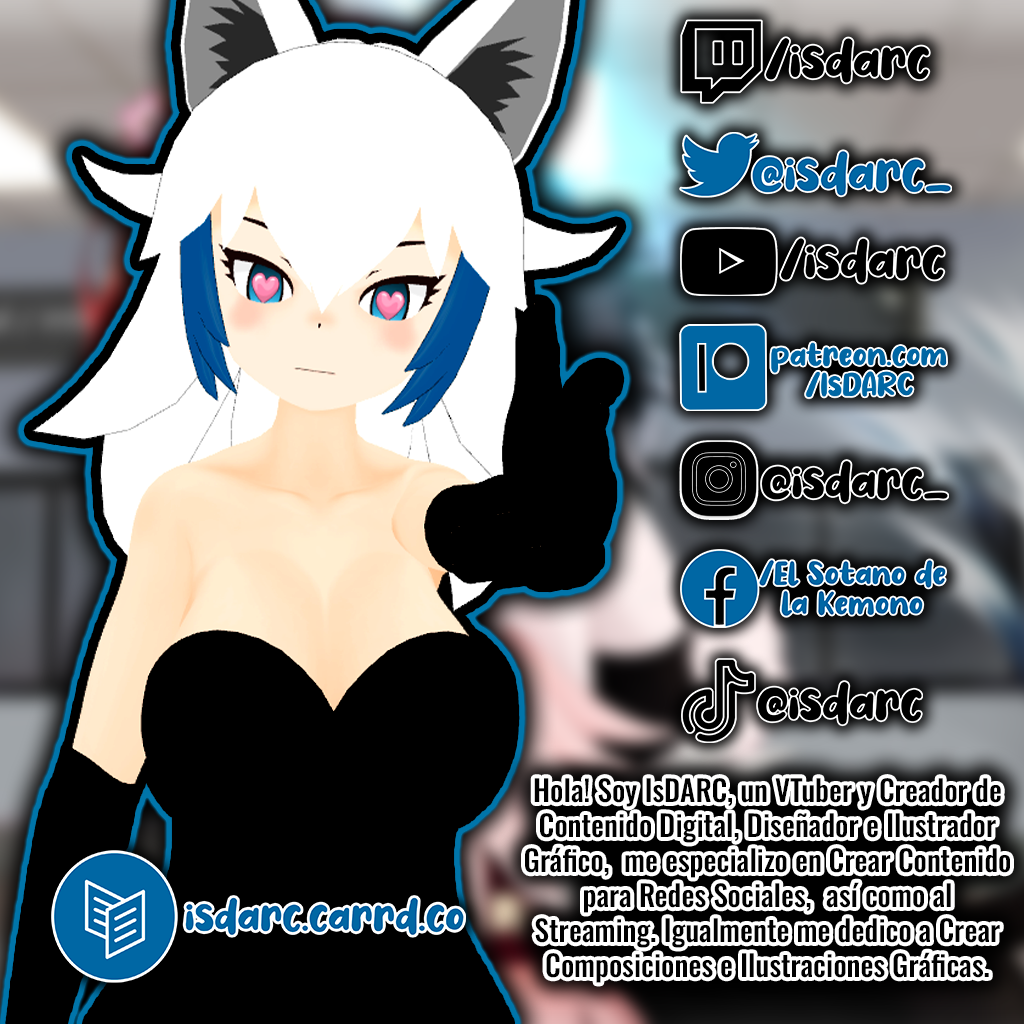 /isdarc
@isdarc_
/isdarc
patreon.com
/IsDARC
@isdarc_
/El Sotano de
la Kemono
@isdarc
Hola! Soy IsDARC, un VTuber y Creador de
Contenido Digital, Diseñador e Ilustrador
Gráfico, me especializo en Crear Contenido
para Redes Sociales, así como al
Streaming. Igualmente me dedico a Crear
Composiciones e Ilustraciones Gráficas.
isdarc.carrd.co